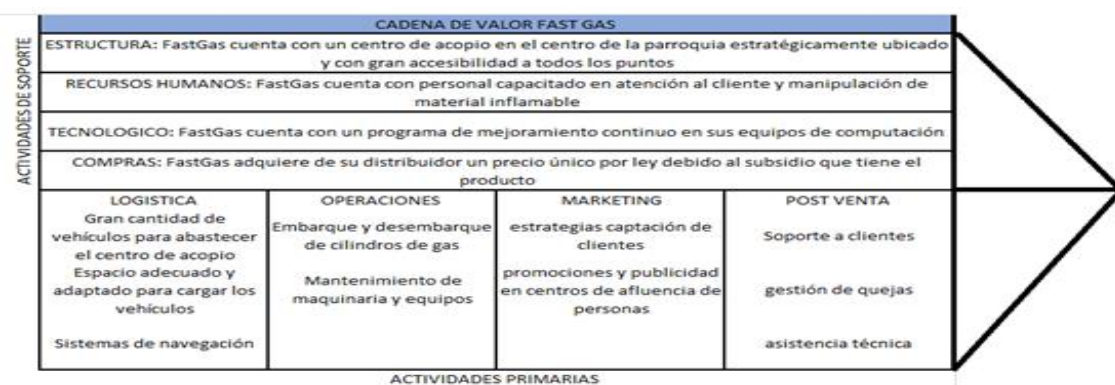 CADENA DE VALOR FAST GAS
ACTIVIDADES DE SOPORTE
ESTRUCTURA: FastGas cuenta con un centro de acopio en el centro de la parroquia estratégicamente ubicado
y con gran accesibilidad a todos los puntos
RECURSOS HUMANOS: FastGas cuenta con personal capacitado en atención al cliente y manipulación de
material inflamable
TECNOLOGICO: FastGas cuenta con un programa de mejoramiento continuo en sus equipos de computación
COMPRAS: FastGas adquiere de su distribuidor un precio único por ley debido al subsidio que tiene el
producto
LOGISTICA
Gran cantidad de
vehículos para abastecer
el centro de acopio
Espacio adecuado y
adaptado para cargar los
vehículos
Sistemas de navegación
OPERACIONES
Embarque y desembarque
de cilindros de gas
Mantenimiento de
maquinaria y equipos
MARKETING
estrategias captación de
clientes
promociones y publicidad
en centros de afluencia de
personas
POST VENTA
Soporte a clientes
gestión de quejas
asistencia técnica
ACTIVIDADES PRIMARIAS